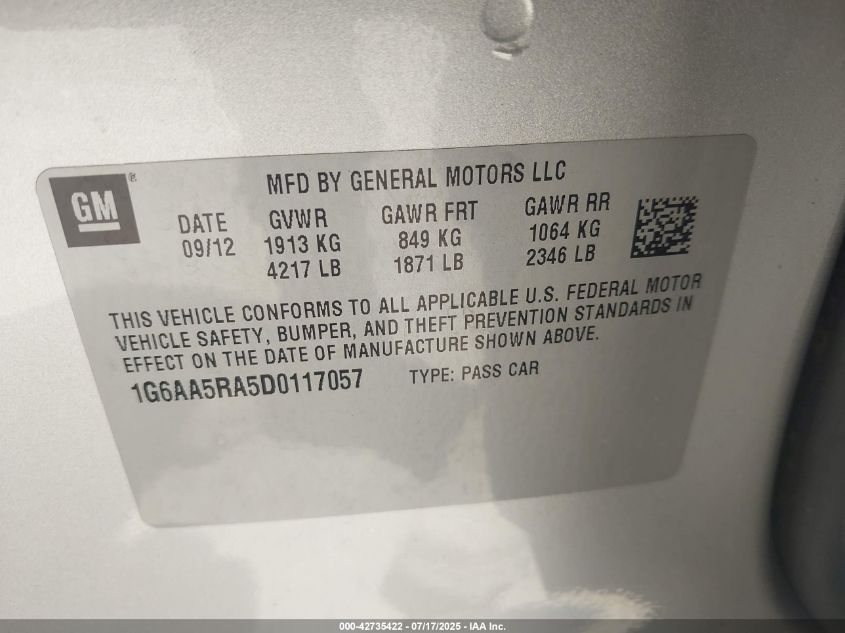 GM®
MFD BY GENERAL MOTORS LLC
DATE GVWR GAWR FRT GAWR RR
09/12 1913 KG 849 KG 1064 KG
4217 LB 1871 LB 2346 LB
THIS VEHICLE CONFORMS TO ALL APPLICABLE U.S. FEDERAL MOTOR
VEHICLE SAFETY, BUMPER, AND THEFT PREVENTION STANDARDS IN
EFFECT ON THE DATE OF MANUFACTURE SHOWN ABOVE.
1G6AA5RA5D0117057 TYPE: PASS CAR
000-42735422 - 07/17/2025 - IAA Inc.